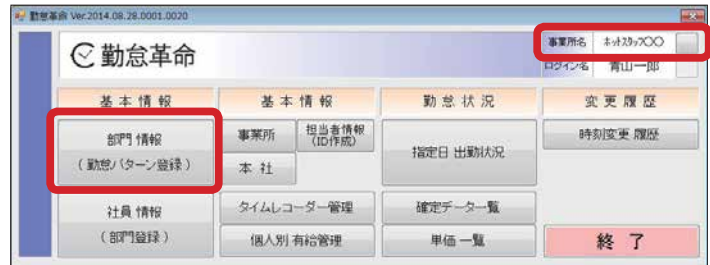 勤怠革命 Ver.2014.08.28.0001.0020
勤怠革命
事業所名 ホットスタッフ〇〇
ログイン名 青山一郎
基本情報 基本情報 勤怠状況 変更履歴
部門 情報
(勤怠パターン登録)
事業所
担当者情報
(ID作成)
本 社
指定日 出勤状況
時刻変更 履歴
社員 情報
(部門登録)
タイムレコーダー管理
確定データ一覧
個人別 有給管理
単価 一覧
終 了